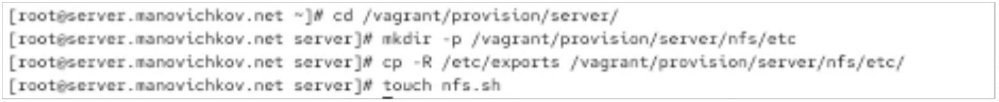 [root@server.manovichkov.net ~]# cd /vagrant/provision/server/
[root@server.manovichkov.net server]# mkdir -p /vagrant/provision/server/nfs/etc
[root@server.manovichkov.net server]# cp -R /etc/exports /vagrant/provision/server/nfs/etc/
[root@server.manovichkov.net server]# touch nfs.sh